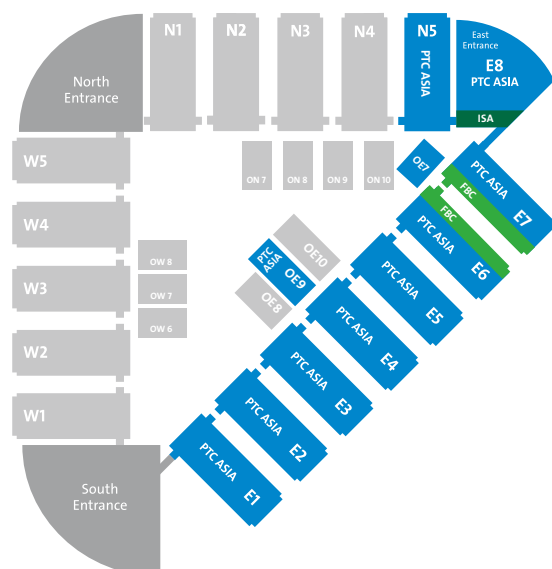 N1
N2
N3
N4
N5
PTC ASIA
East
Entrance
E8
PTC ASIA
ISA
North
Entrance
W5
W4
W3
W2
W1
OW 8
OW 7
OW 6
ON 7
ON 8
ON 9
ON 10
OE7
OE10
PTC
ASIA
OE9
OE8
PTC ASIA
E7
FBC
FBC
PTC ASIA
E6
PTC ASIA
E5
PTC ASIA
E4
PTC ASIA
E3
PTC ASIA
E2
PTC ASIA
E1
South
Entrance